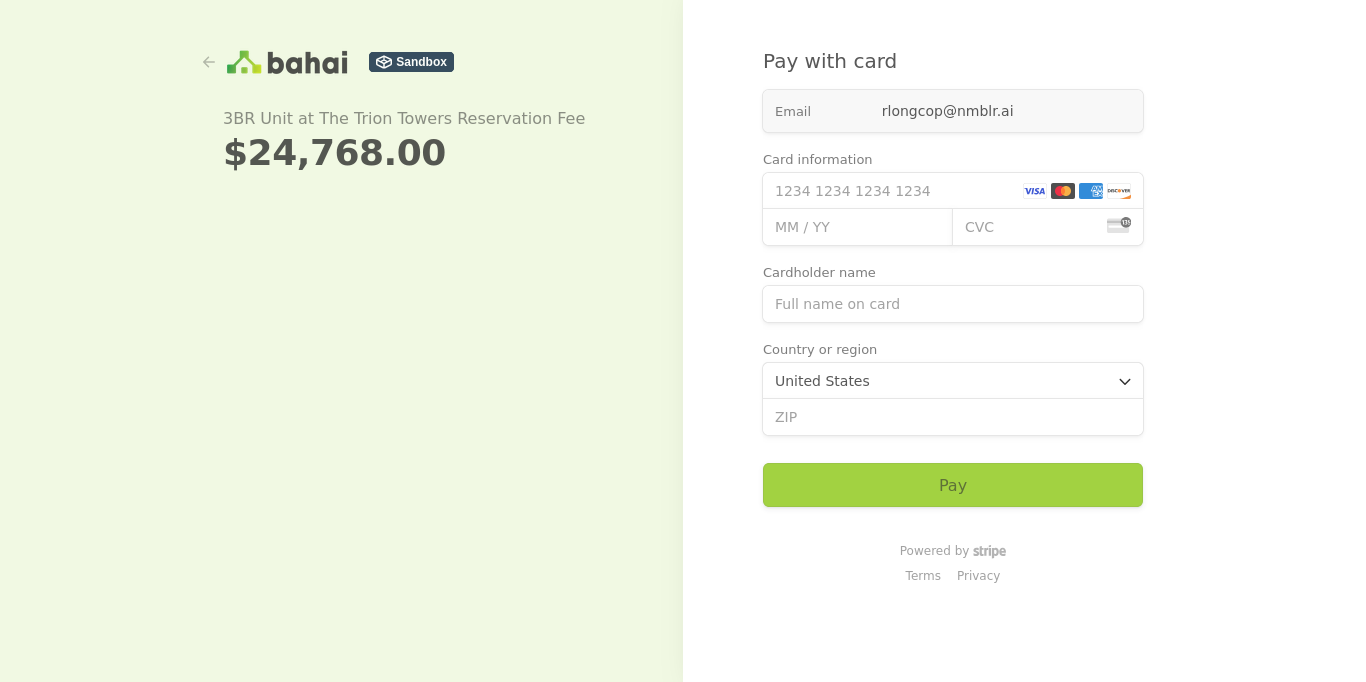 bahai
Sandbox
3BR Unit at The Trion Towers Reservation Fee
$24,768.00
Pay with card
Email rlongcop@nmblr.ai
Card information
1234 1234 1234 1234 VISA AM EX DISCOVER
MM / YY CVC
Cardholder name
Full name on card
Country or region
United States
ZIP
Pay
Powered by stripe
Terms Privacy